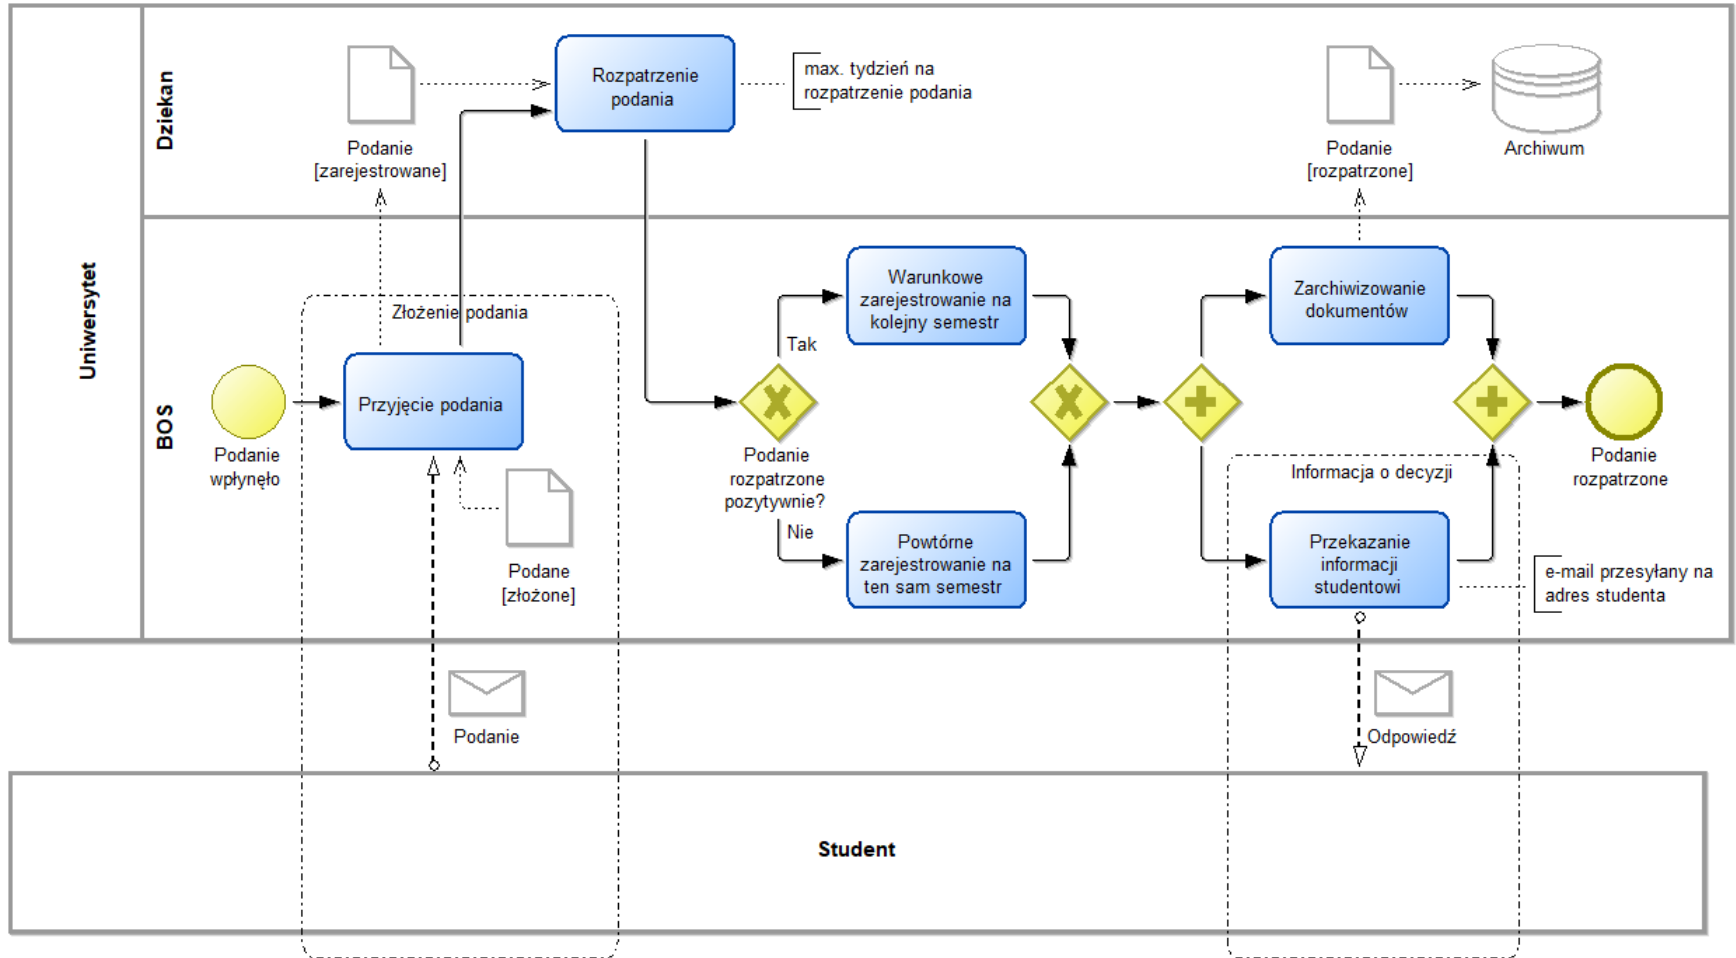 Uniwersytet
Dziekan
Podanie
[zarejestrowane]
Rozpatrzenie
podania
max. tydzień na
rozpatrzenie podania
Podanie
[rozpatrzone]
Archiwum
BOS
Podanie
wpłynęło
Złożenie podania
Przyjęcie podania
Podane
[złożone]
Podanie
rozpatrzone
pozytywnie?
Tak
Nie
Warunkowe
zarejestrowanie na
kolejny semestr
Powtórne
zarejestrowanie na
ten sam semestr
Zarchiwizowanie
dokumentów
Informacja o decyzji
Przekazanie
informacji
studentowi
e-mail przesyłany na
adres studenta
Podanie
rozpatrzone
Podanie
Odpowiedź
Student